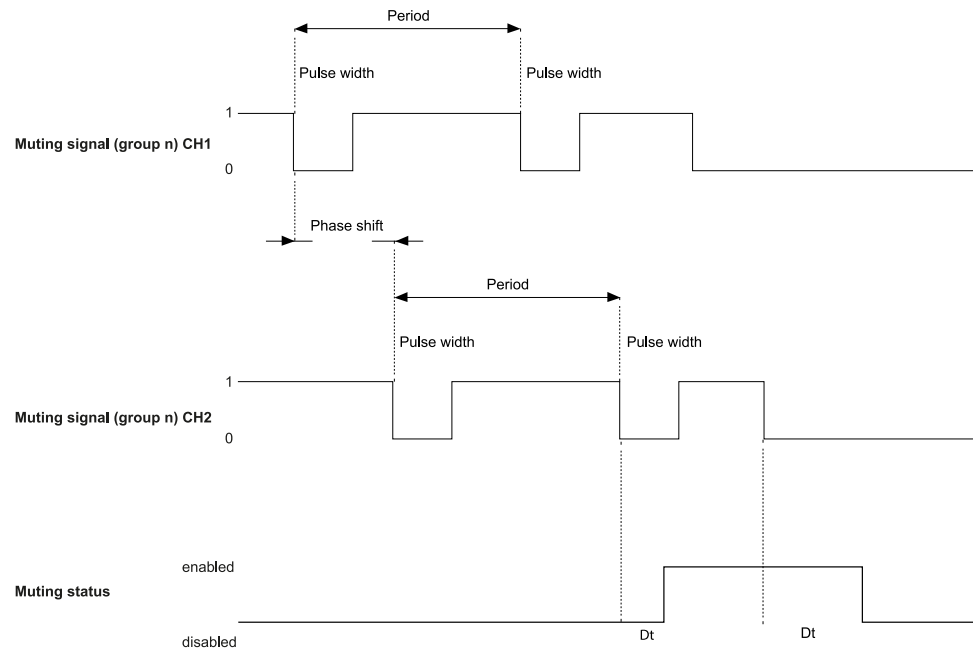 Period
Pulse width
Pulse width
1
Muting signal (group n) CH1
0
Phase shift
Period
Pulse width
Pulse width
1
Muting signal (group n) CH2
0
enabled
Muting status
disabled
Dt
Dt